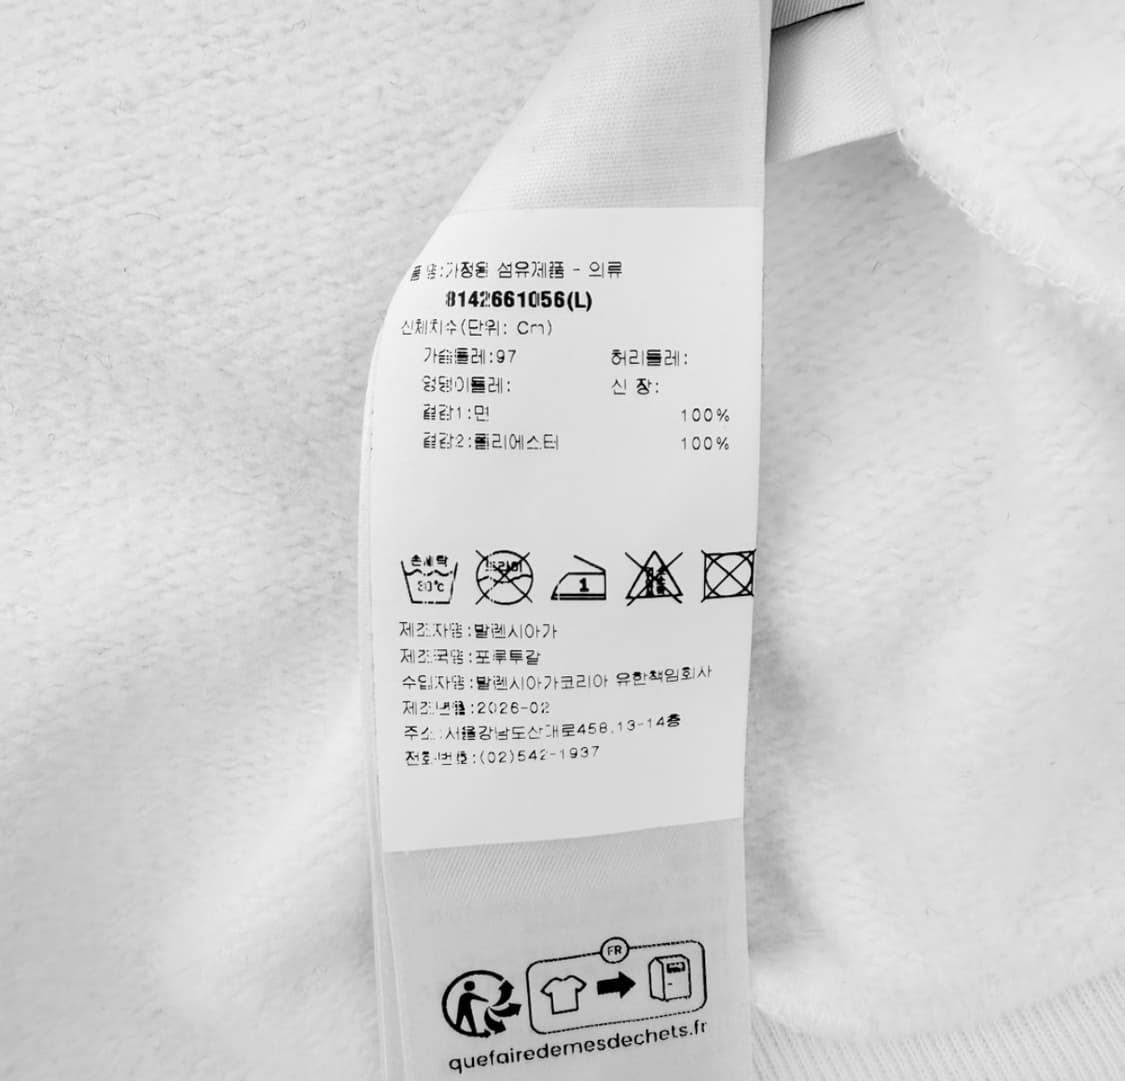 품 명:가정용 섬유제품 - 의류
8142661056(L)
신체치수(단위: Cm)
가슴둘레:97 허리둘레:
엉덩이둘레: 신 장:
겉감1:면 100%
겉감2:폴리에스터 100%
손세탁 드라이 1 표백
30℃
제조자명:발렌시아가
제조국명:포루투갈
수입자명:발렌시아가코리아 유한책임회사
제조년월:2026-02
주소:서울강남도산대로458,13-14층
전화번호:(02)542-1937
FR
quefairedemesdechets.fr